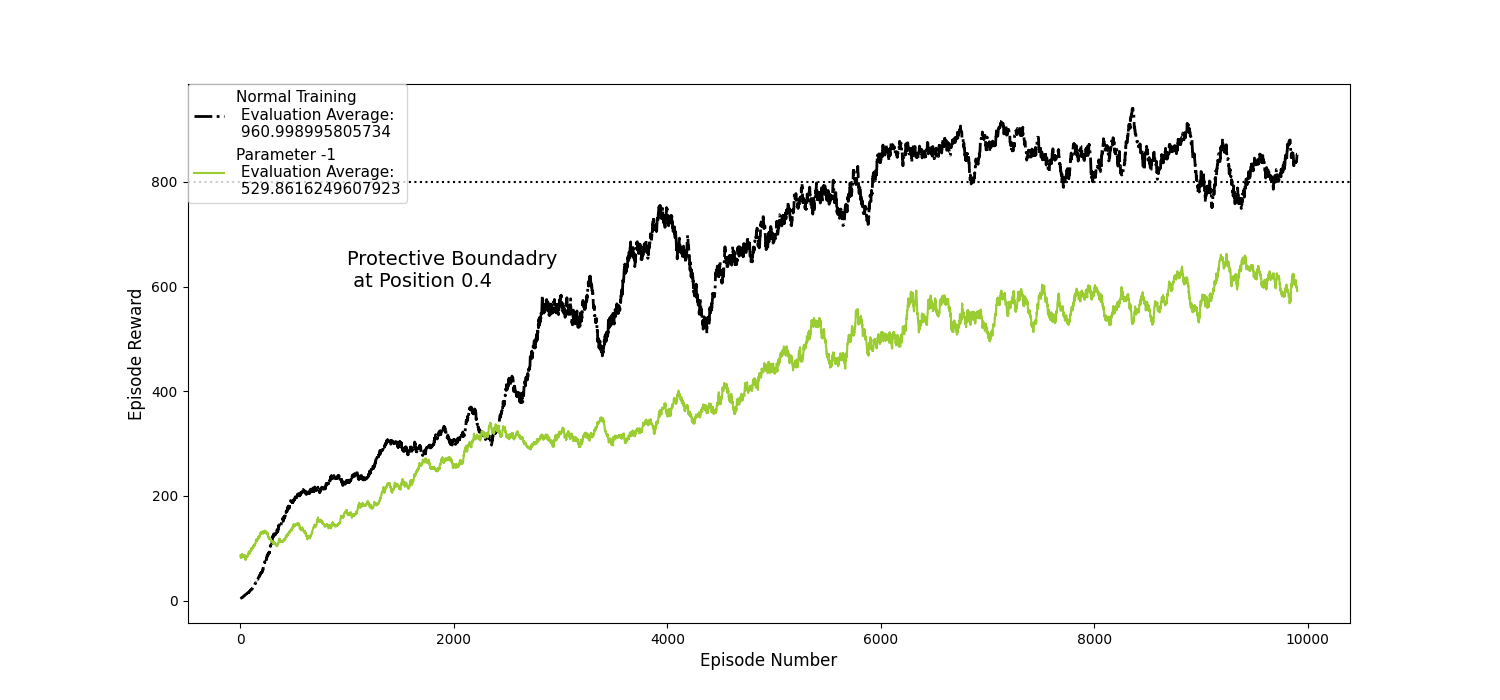 Normal Training
Evaluation Average:
960.998995805734
Parameter -1
Evaluation Average:
529.8616249607923
800
600
400
200
0
Episode Reward
Protective Boundadry
at Position 0.4
0 2000 4000 6000 8000 10000
Episode Number